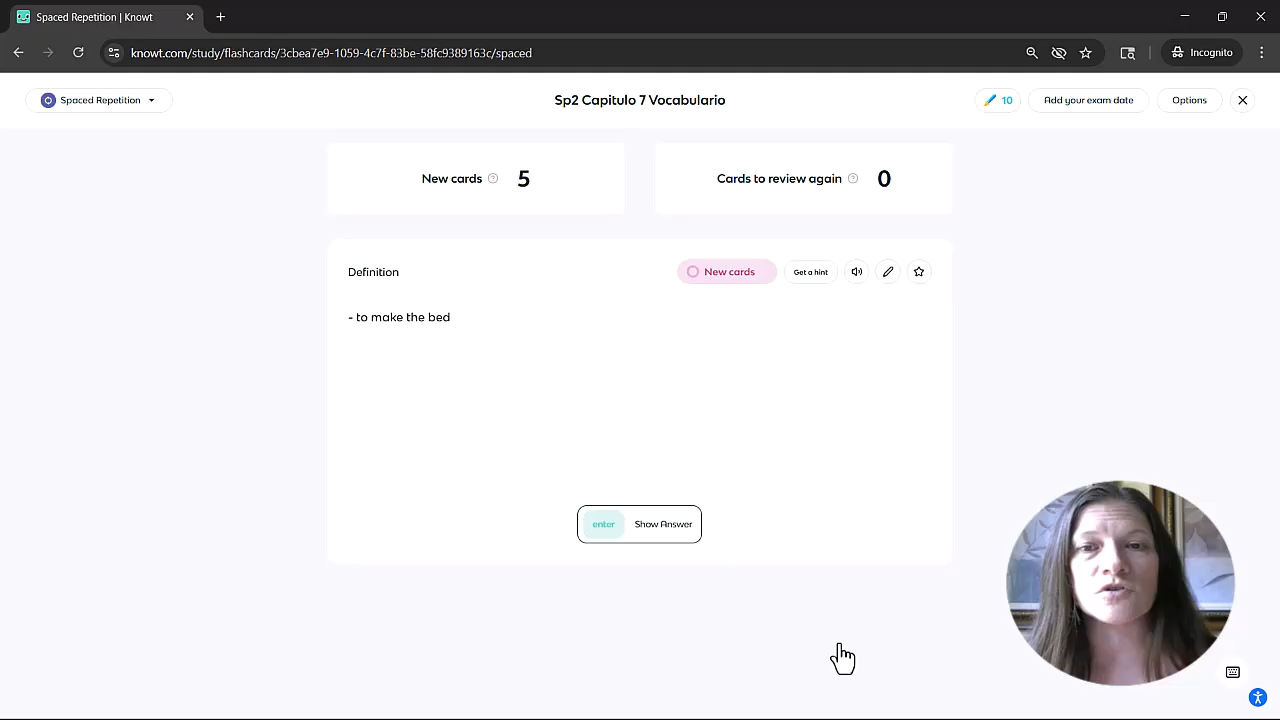 Spaced Repetition | Knowt
knowt.com/study/flashcards/3cbea7e9-1059-4c7f-83be-58fc9389163c/spaced
Incognito
Spaced Repetition
Sp2 Capitulo 7 Vocabulario
10
Add your exam date
Options
New cards
5
Cards to review again
0
Definition
New cards
Get a hint
- to make the bed
enter
Show Answer